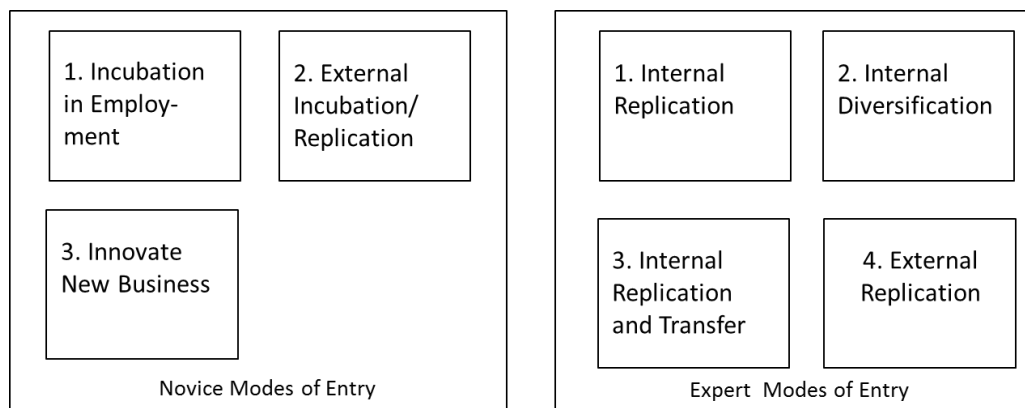 1. Incubation
in Employ-
ment
2. External
Incubation/
Replication
3. Innovate
New Business
Novice Modes of Entry
1. Internal
Replication
2. Internal
Diversification
3. Internal
Replication
and Transfer
4. External
Replication
Expert Modes of Entry